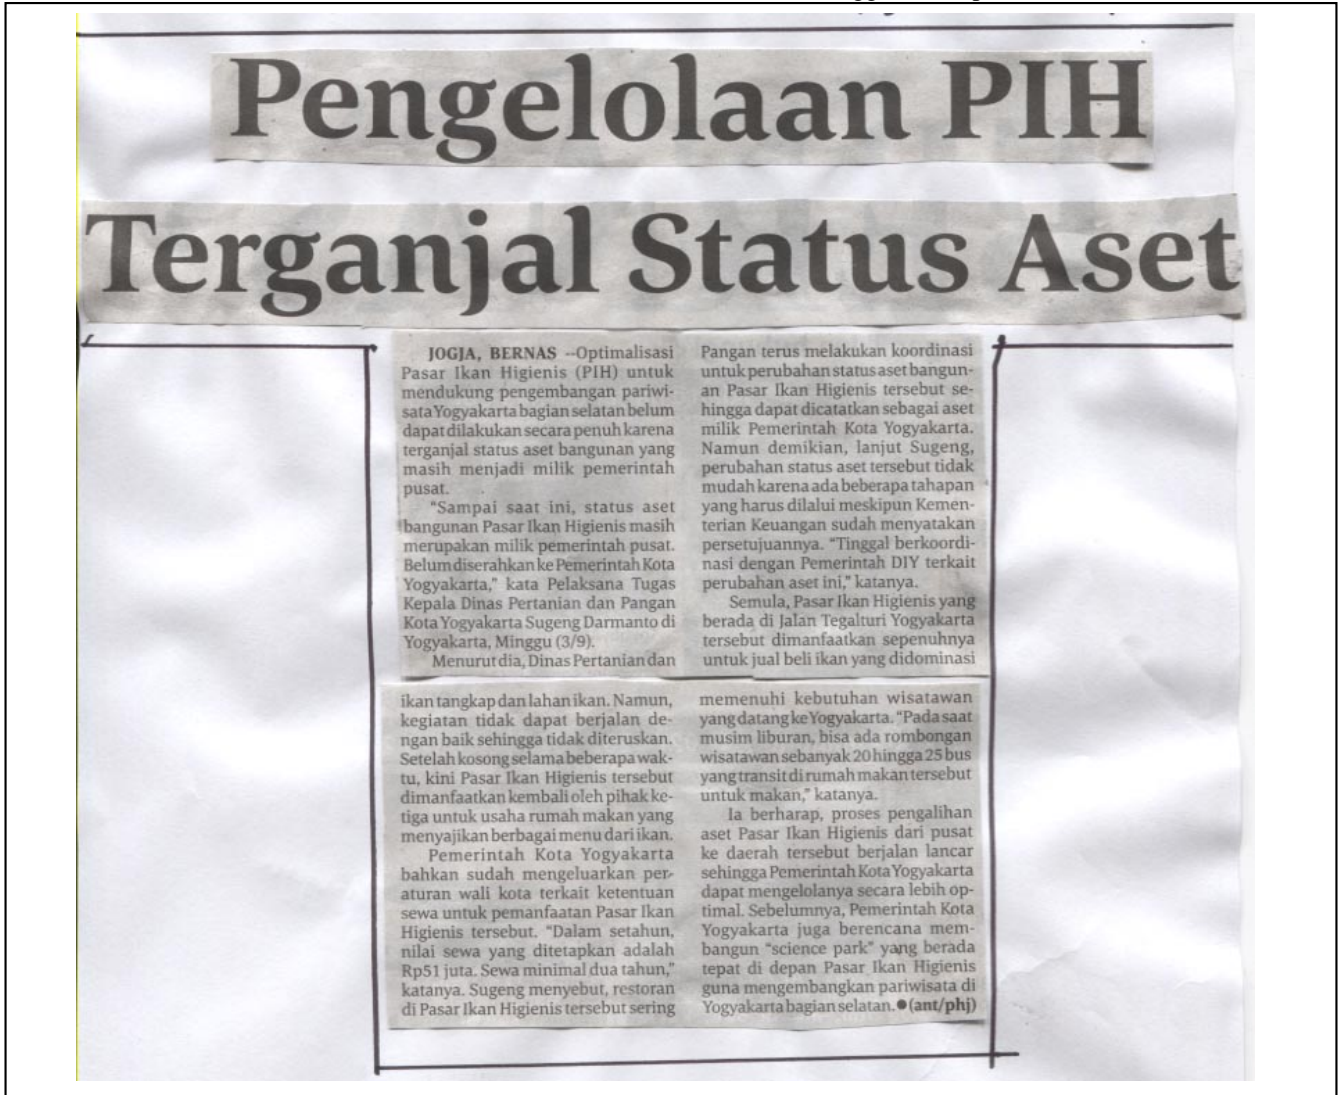 Pengelolaan PIH
Terganjal Status Aset
JOGJA, BERNAS --Optimalisasi
Pasar Ikan Higienis (PIH) untuk
mendukung pengembangan pariwi-
sata Yogyakarta bagian selatan belum
dapat dilakukan secara penuh karena
terganjal status aset bangunan yang
masih menjadi milik pemerintah
pusat.
"Sampai saat ini, status aset
bangunan Pasar Ikan Higienis masih
merupakan milik pemerintah pusat.
Belum diserahkan ke Pemerintah Kota
Yogyakarta," kata Pelaksana Tugas
Kepala Dinas Pertanian dan Pangan
Kota Yogyakarta Sugeng Darmanto di
Yogyakarta, Minggu (3/9).
Menurut dia, Dinas Pertanian dan
Pangan terus melakukan koordinasi
untuk perubahan status aset bangun-
an Pasar Ikan Higienis tersebut se-
hingga dapat dicatatkan sebagai aset
milik Pemerintah Kota Yogyakarta.
Namun demikian, lanjut Sugeng,
perubahan status aset tersebut tidak
mudah karena ada beberapa tahapan
yang harus dilalui meskipun Kemen-
terian Keuangan sudah menyatakan
persetujuannya. "Tinggal berkoordi-
nasi dengan Pemerintah DIY terkait
perubahan aset ini," katanya.
Semula, Pasar Ikan Higienis yang
berada di Jalan Tegalturi Yogyakarta
tersebut dimanfaatkan sepenuhnya
untuk jual beli ikan yang didominasi
ikan tangkap dan lahan ikan. Namun,
kegiatan tidak dapat berjalan de-
ngan baik sehingga tidak diteruskan.
Setelah kosong selama beberapa wak-
tu, kini Pasar Ikan Higienis tersebut
dimanfaatkan kembali oleh pihak ke-
tiga untuk usaha rumah makan yang
menyajikan berbagai menu dari ikan.
Pemerintah Kota Yogyakarta
bahkan sudah mengeluarkan per-
aturan wali kota terkait ketentuan
sewa untuk pemanfaatan Pasar Ikan
Higienis tersebut. "Dalam setahun,
nilai sewa yang ditetapkan adalah
Rp51 juta. Sewa minimal dua tahun,"
katanya. Sugeng menyebut, restoran
di Pasar Ikan Higienis tersebut sering
memenuhi kebutuhan wisatawan
yang datang ke Yogyakarta. "Pada saat
musim liburan, bisa ada rombongan
wisatawan sebanyak 20 hingga 25 bus
yang transit di rumah makan tersebut
untuk makan," katanya.
Ia berharap, proses pengalihan
aset Pasar Ikan Higienis dari pusat
ke daerah tersebut berjalan lancar
sehingga Pemerintah Kota Yogyakarta
dapat mengelolanya secara lebih op-
timal. Sebelumnya, Pemerintah Kota
Yogyakarta juga berencana mem-
bangun "science park" yang berada
tepat di depan Pasar Ikan Higienis
guna mengembangkan pariwisata di
Yogyakarta bagian selatan.●(ant/phj)